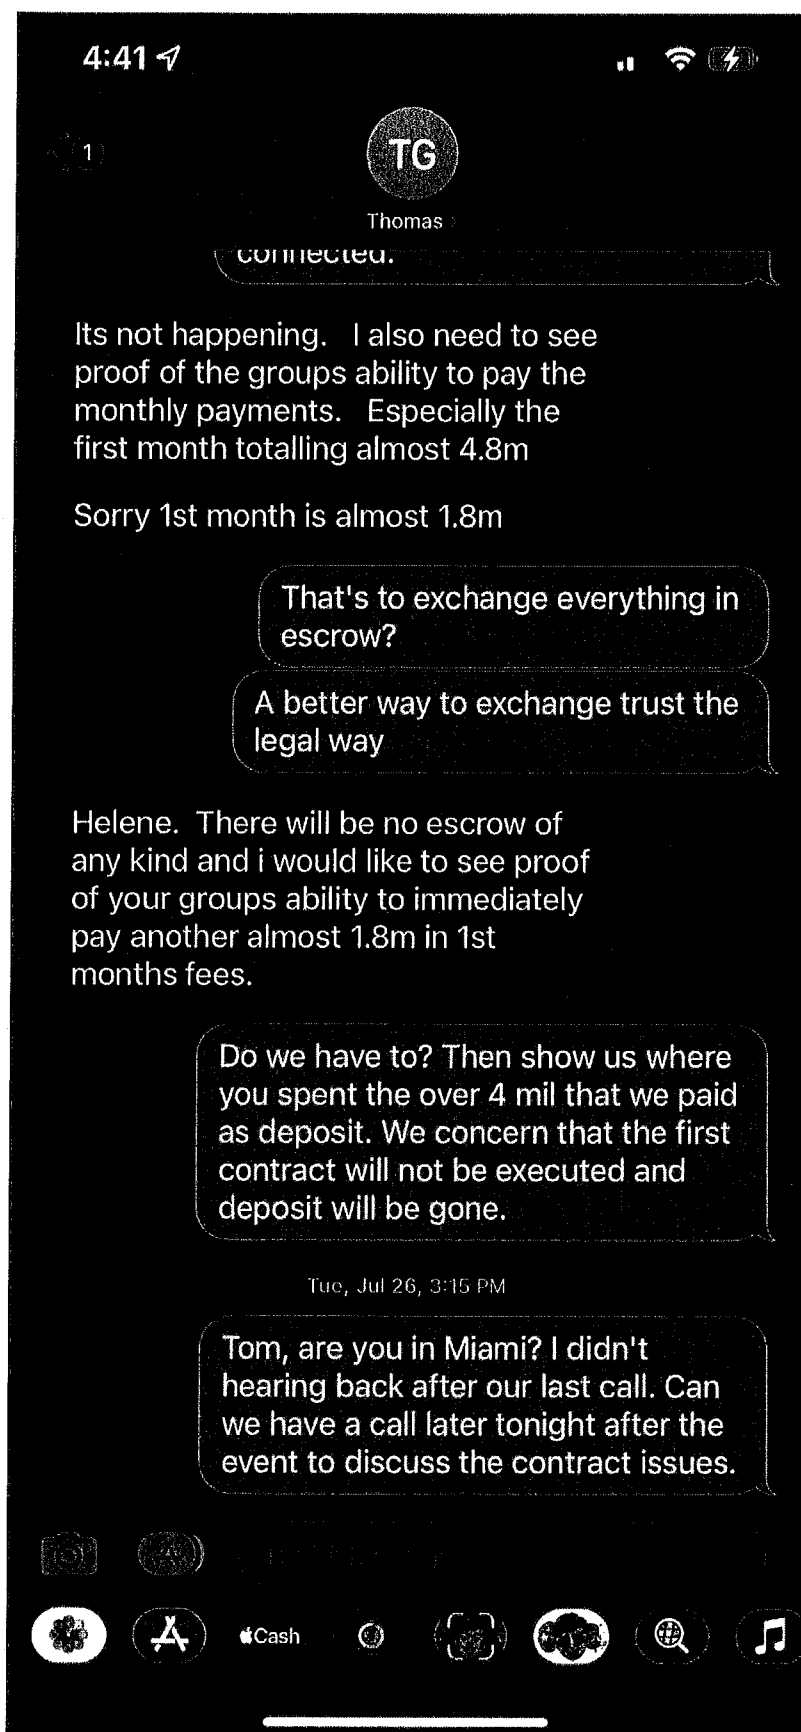 4:41
1
TG
Thomas
connected.
Its not happening. I also need to see
proof of the groups ability to pay the
monthly payments. Especially the
first month totalling almost 4.8m
Sorry 1st month is almost 1.8m
That's to exchange everything in
escrow?
A better way to exchange trust the
legal way
Helene. There will be no escrow of
any kind and i would like to see proof
of your groups ability to immediately
pay another almost 1.8m in 1st
months fees.
Do we have to? Then show us where
you spent the over 4 mil that we paid
as deposit. We concern that the first
contract will not be executed and
deposit will be gone.
Tue, Jul 26, 3:15 PM
Tom, are you in Miami? I didn't
hearing back after our last call. Can
we have a call later tonight after the
event to discuss the contract issues.
Cash